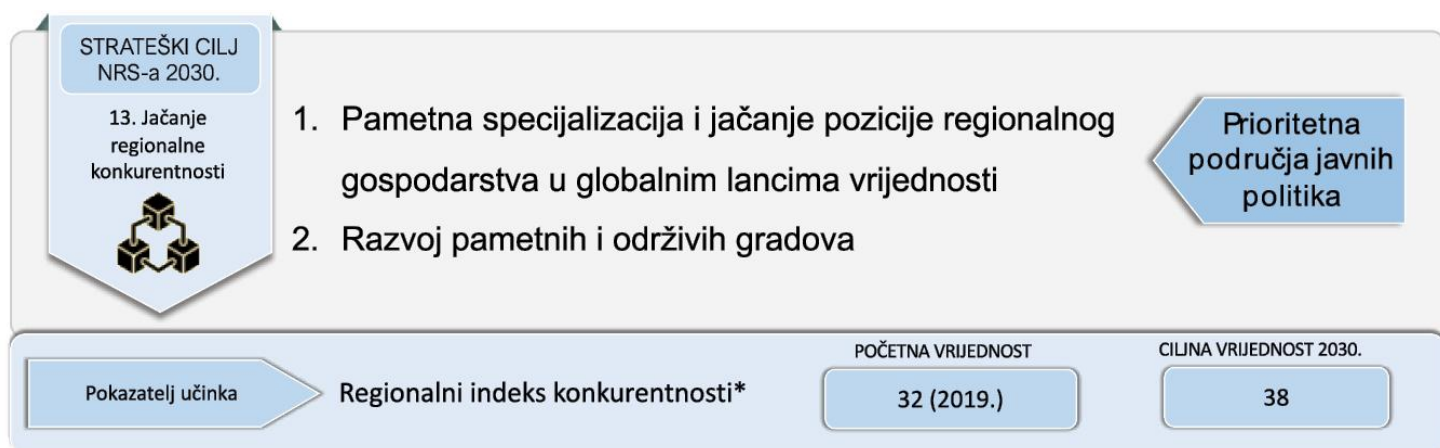 STRATEŠKI CILJ
NRS-a 2030.
13. Jačanje
regionalne
konkurentnosti
1. Pametna specijalizacija i jačanje pozicije regionalnog
gospodarstva u globalnim lancima vrijednosti
2. Razvoj pametnih i održivih gradova
Prioritetna
područja javnih
politika
Pokazatelj učinka
Regionalni indeks konkurentnosti*
POČETNA VRIJEDNOST
32 (2019.)
CILJNA VRIJEDNOST 2030.
38